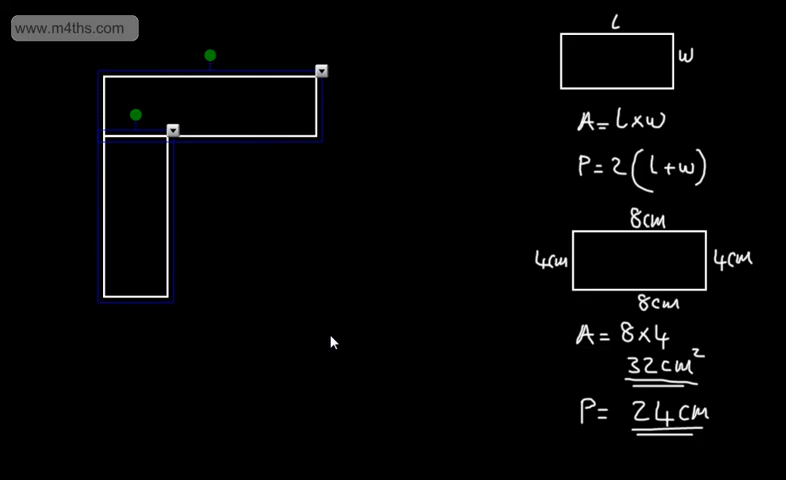 www.m4ths.com
L
W
A = L x w
P = 2 (L + w)
8cm
4cm
4cm
8cm
A = 8 x 4
32cm²
P = 24cm